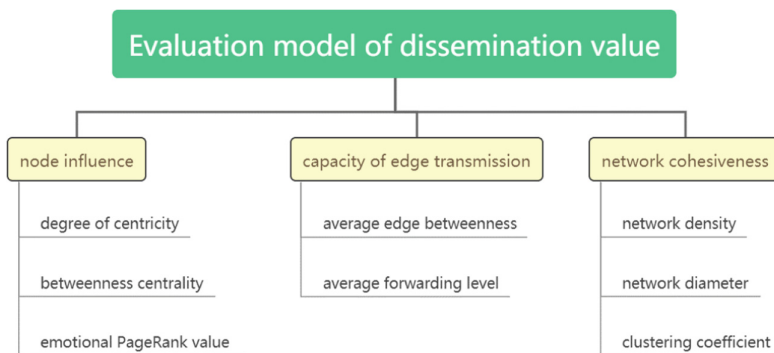 Evaluation model of dissemination value
node influence
degree of centricity
betweenness centrality
emotional PageRank value
capacity of edge transmission
average edge betweenness
average forwarding level
network cohesiveness
network density
network diameter
clustering coefficient